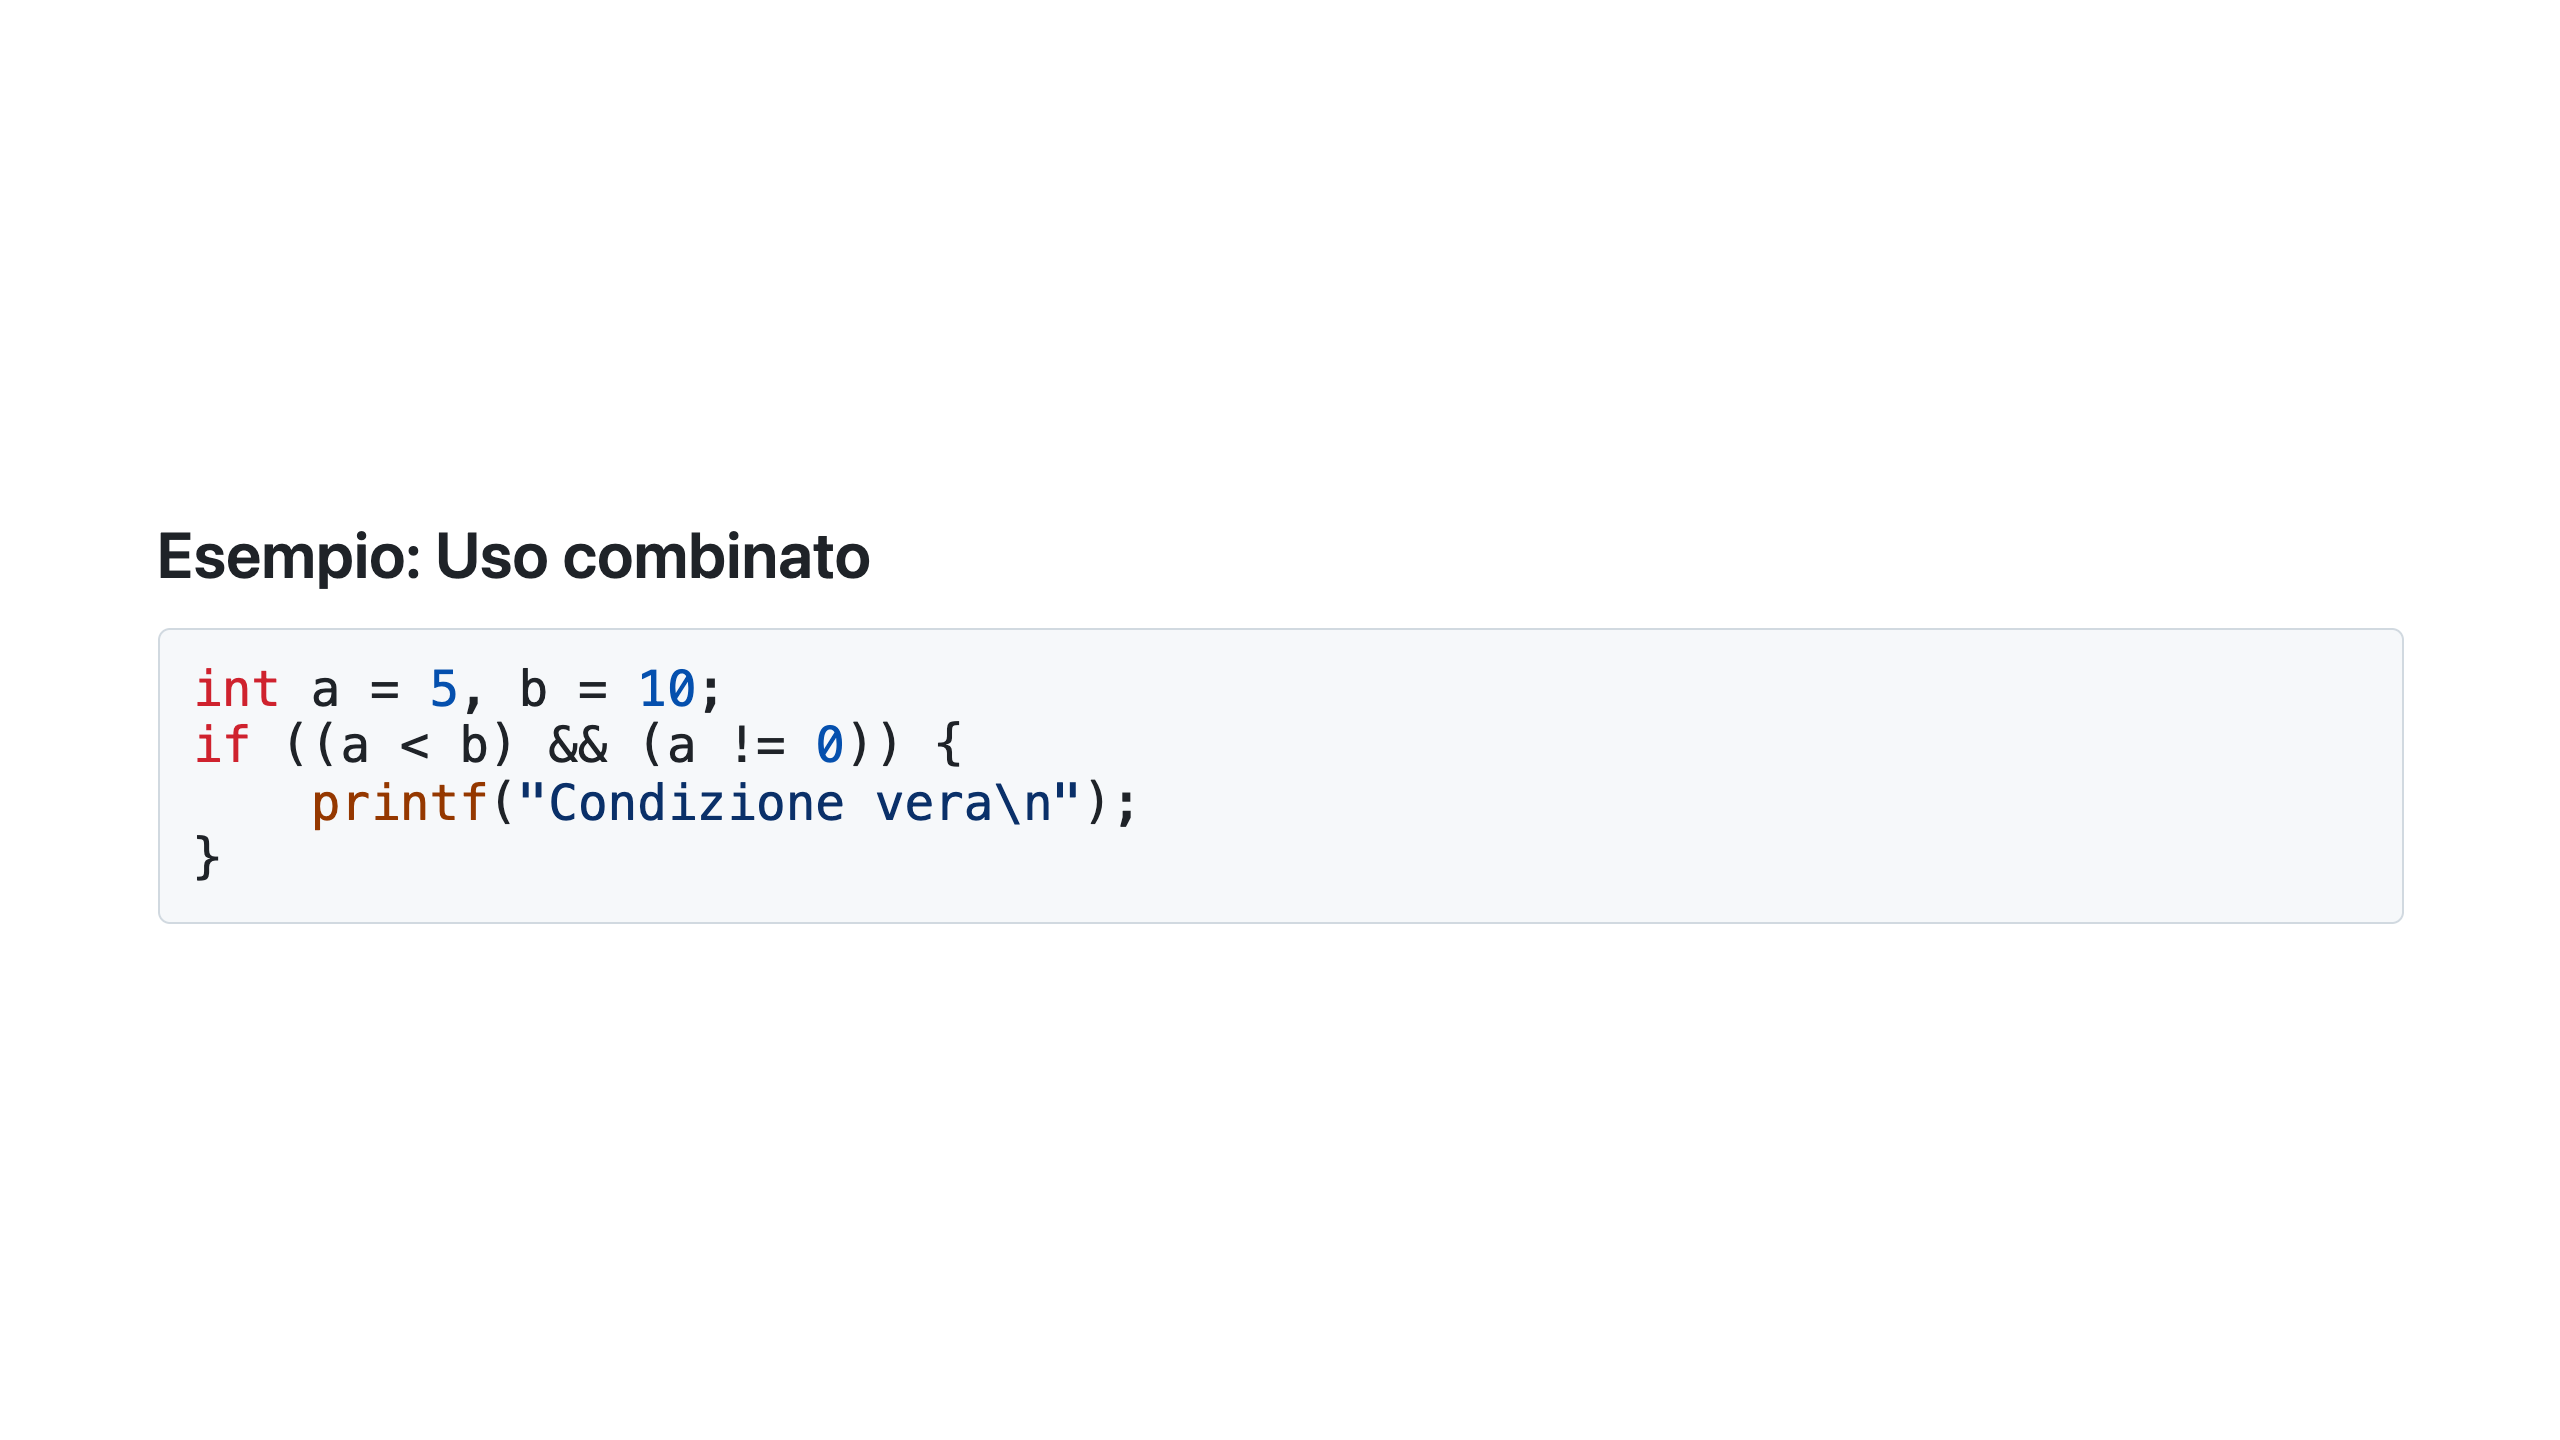 Esempio: Uso combinato
int a = 5, b = 10;
if ((a < b) && (a != 0)) {
    printf("Condizione vera\n");
}